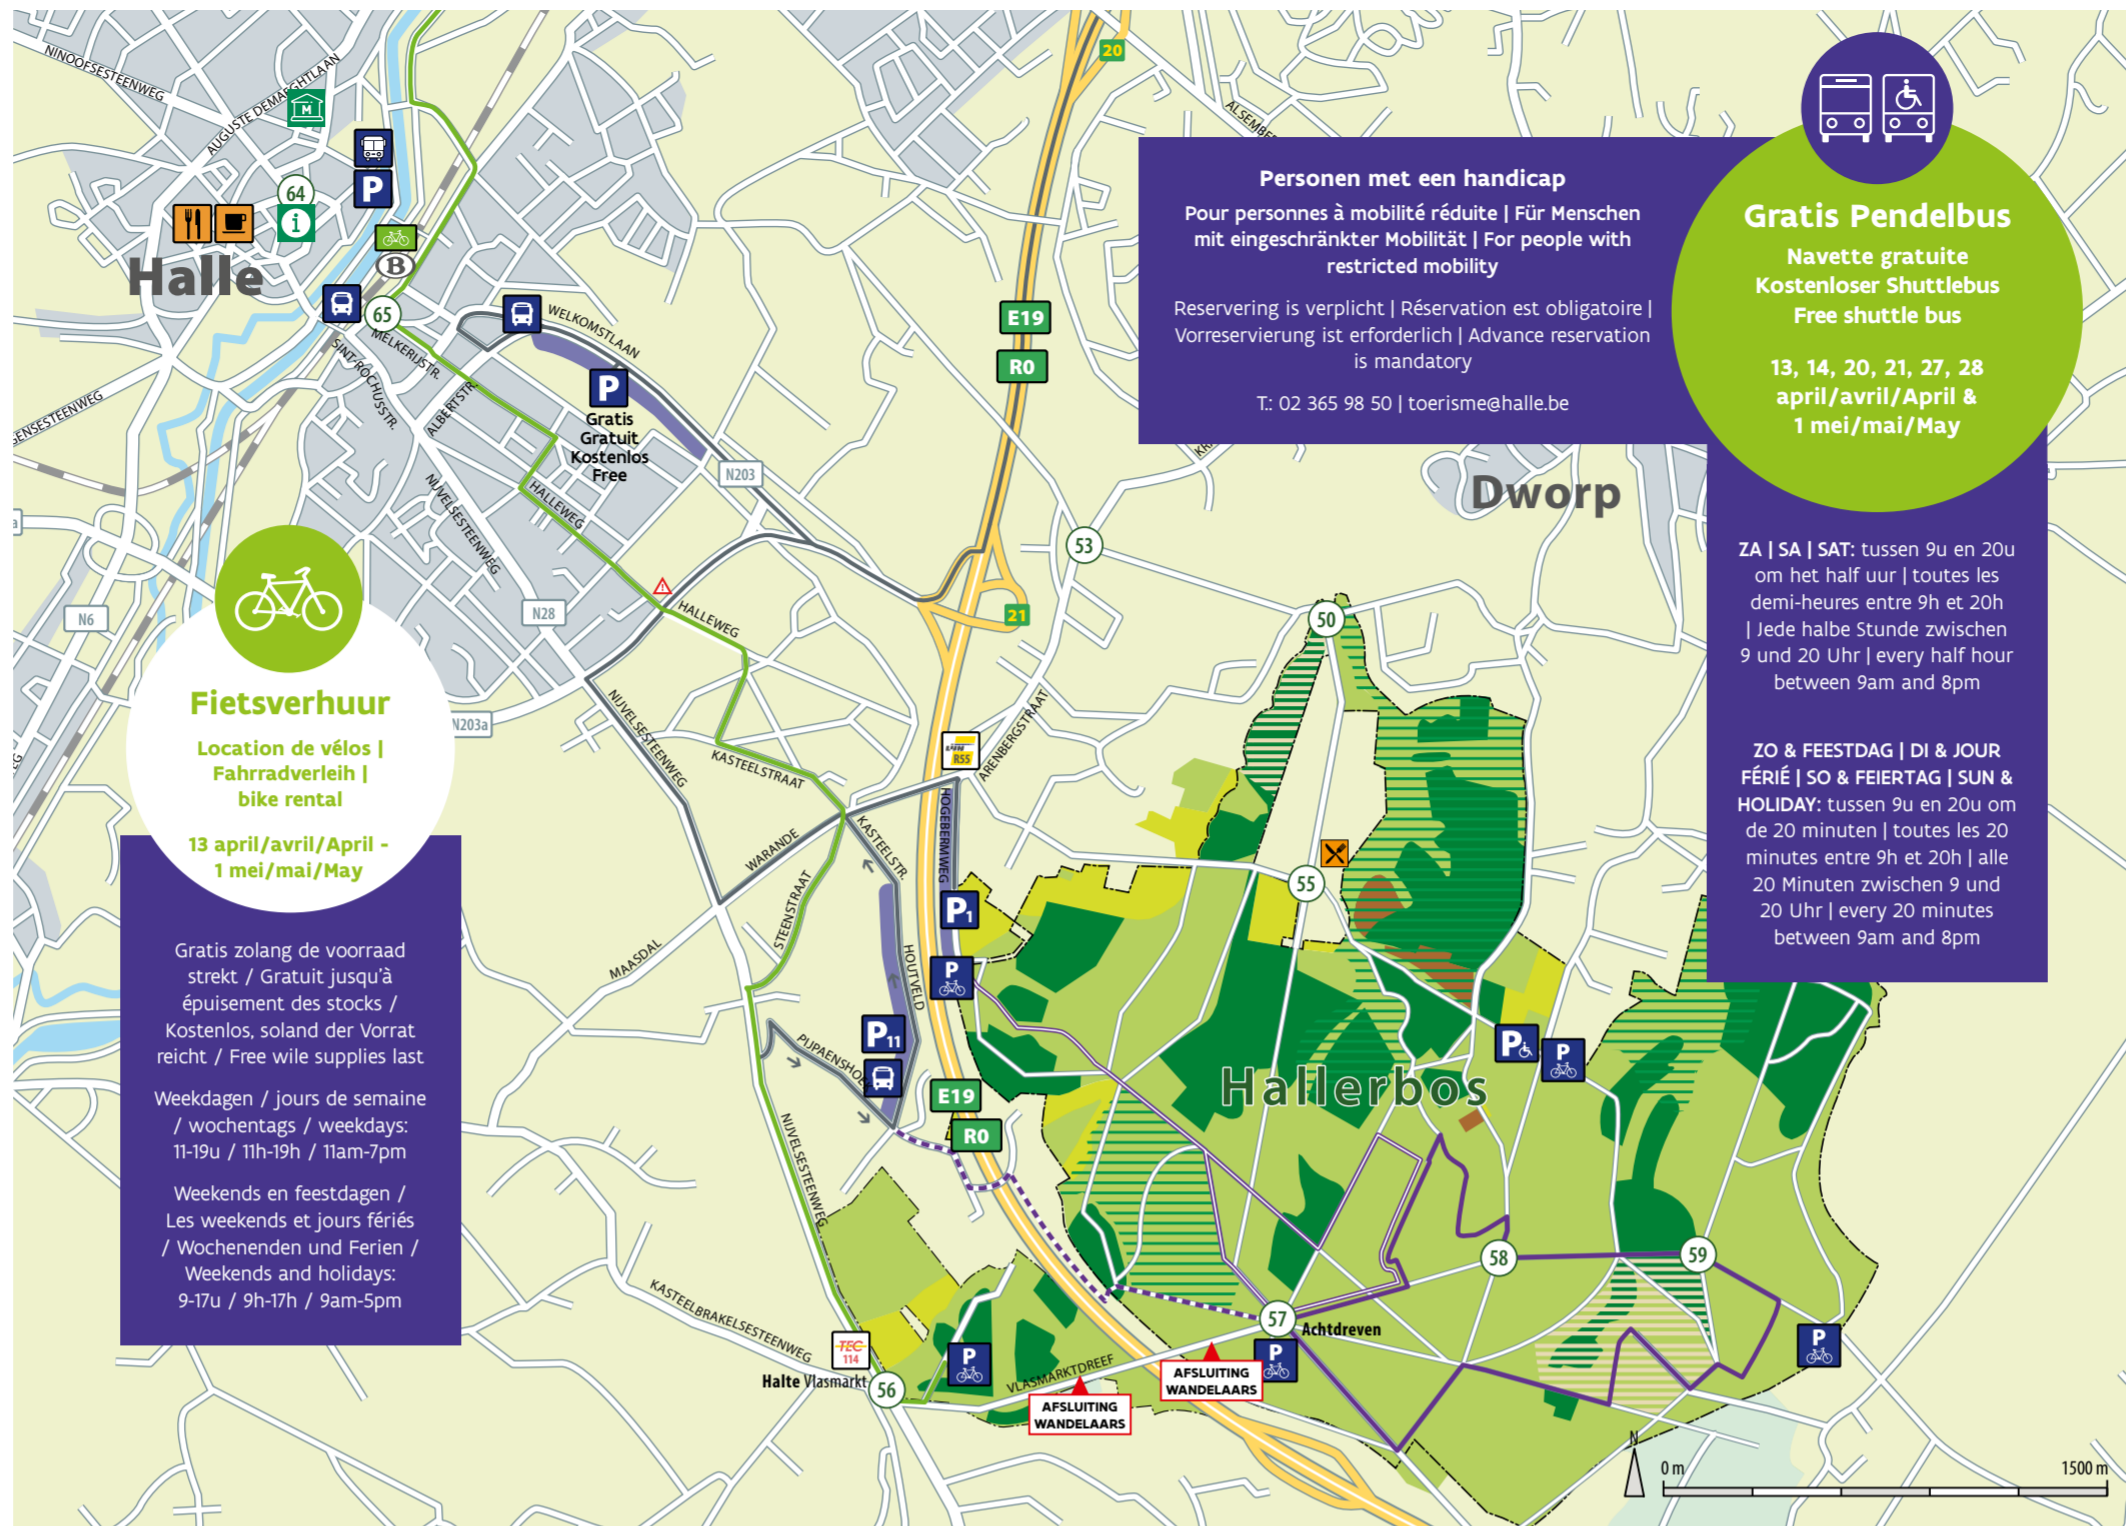 NINOOFSESTEENWEG
AUGUSTE DEMAEGHTLAAN
M
P
64
i
B
Halle
65
MELKERIJSTR.
SINT-ROCHUSSTR.
ALBERTSTR.
WELKOMSTLAAN
P
Gratis
Gratuit
Kostenlos
Free
N203
GENSESTEENWEG
NIJVELSESTEENWEG
HALLEWEG
N28
N6
N203a
HALLEWEG
20
E19
R0
21
53
ALSEMBE
KR
Dworp
Personen met een handicap
Pour personnes à mobilité réduite | Für Menschen
mit eingeschränkter Mobilität | For people with
restricted mobility
Reservering is verplicht | Réservation est obligatoire |
Vorreservierung ist erforderlich | Advance reservation
is mandatory
T.: 02 365 98 50 | toerisme@halle.be
Gratis Pendelbus
Navette gratuite
Kostenloser Shuttlebus
Free shuttle bus
13, 14, 20, 21, 27, 28
april/avril/April &
1 mei/mai/May
ZA | SA | SAT: tussen 9u en 20u
om het half uur | toutes les
demi-heures entre 9h et 20h
| Jede halbe Stunde zwischen
9 und 20 Uhr | every half hour
between 9am and 8pm
ZO & FEESTDAG | DI & JOUR
FÉRIÉ | SO & FEIERTAG | SUN &
HOLIDAY: tussen 9u en 20u om
de 20 minuten | toutes les 20
minutes entre 9h et 20h | alle
20 Minuten zwischen 9 und
20 Uhr | every 20 minutes
between 9am and 8pm
Fietsverhuur
Location de vélos |
Fahrradverleih |
bike rental
13 april/avril/April -
1 mei/mai/May
Gratis zolang de voorraad
strekt / Gratuit jusqu'à
épuisement des stocks /
Kostenlos, soland der Vorrat
reicht / Free wile supplies last
Weekdagen / jours de semaine
/ wochentags / weekdays:
11-19u / 11h-19h / 11am-7pm
Weekends en feestdagen /
Les weekends et jours fériés
/ Wochenenden und Ferien /
Weekends and holidays:
9-17u / 9h-17h / 9am-5pm
NIJVELSESTEENWEG
KASTEELSTRAAT
R55
ARENBERGSTRAAT
HOGEBERMWEG
WARANDE
KASTEELSTR.
STEENSTRAAT
MAASDAL
HOUTVELD
P1
P
P11
PIJPAENSHOE
E19
R0
50
55
Hallerbos
P
P
NIJVELSESTEENWEG
KASTEELBRAKELSESTEENWEG
TEC
114
Halte Vlasmarkt
56
P
VLASMARKTDREEF
AFSLUITING
WANDELAARS
AFSLUITING
WANDELAARS
57
Achtdreven
P
58
59
P
N
0 m
1500 m